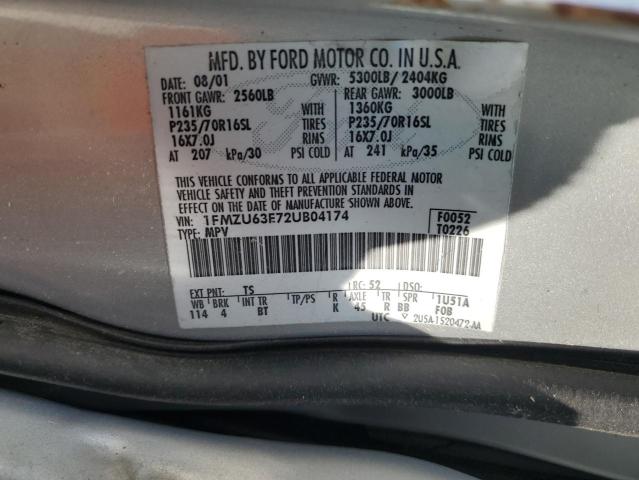 MFD. BY FORD MOTOR CO. IN U.S.A.
DATE: 08/01 GVWR: 5300LB/ 2404KG
FRONT GAWR: 2560LB REAR GAWR: 3000LB
1161KG WITH 1360KG WITH
P235/70R16SL TIRES P235/70R16SL TIRES
16X7.0J RIMS 16X7.0J RIMS
AT 207 kPa/30 PSI COLD AT 241 kPa/35 PSI COLD
THIS VEHICLE CONFORMS TO ALL APPLICABLE FEDERAL MOTOR
VEHICLE SAFETY AND THEFT PREVENTION STANDARDS IN
EFFECT ON THE DATE OF MANUFACTURE SHOWN ABOVE.
VIN: 1FMZU63E72UB04174 F0052
TYPE: MPV T0226
EXT PNT: TS RC: 52 DSO:
WB BRK INT TR TP/PS R AXLE TR SPR 1U51A
114 4 BT K 45 R BB FOB
UTC 2U5A-1520472-AA